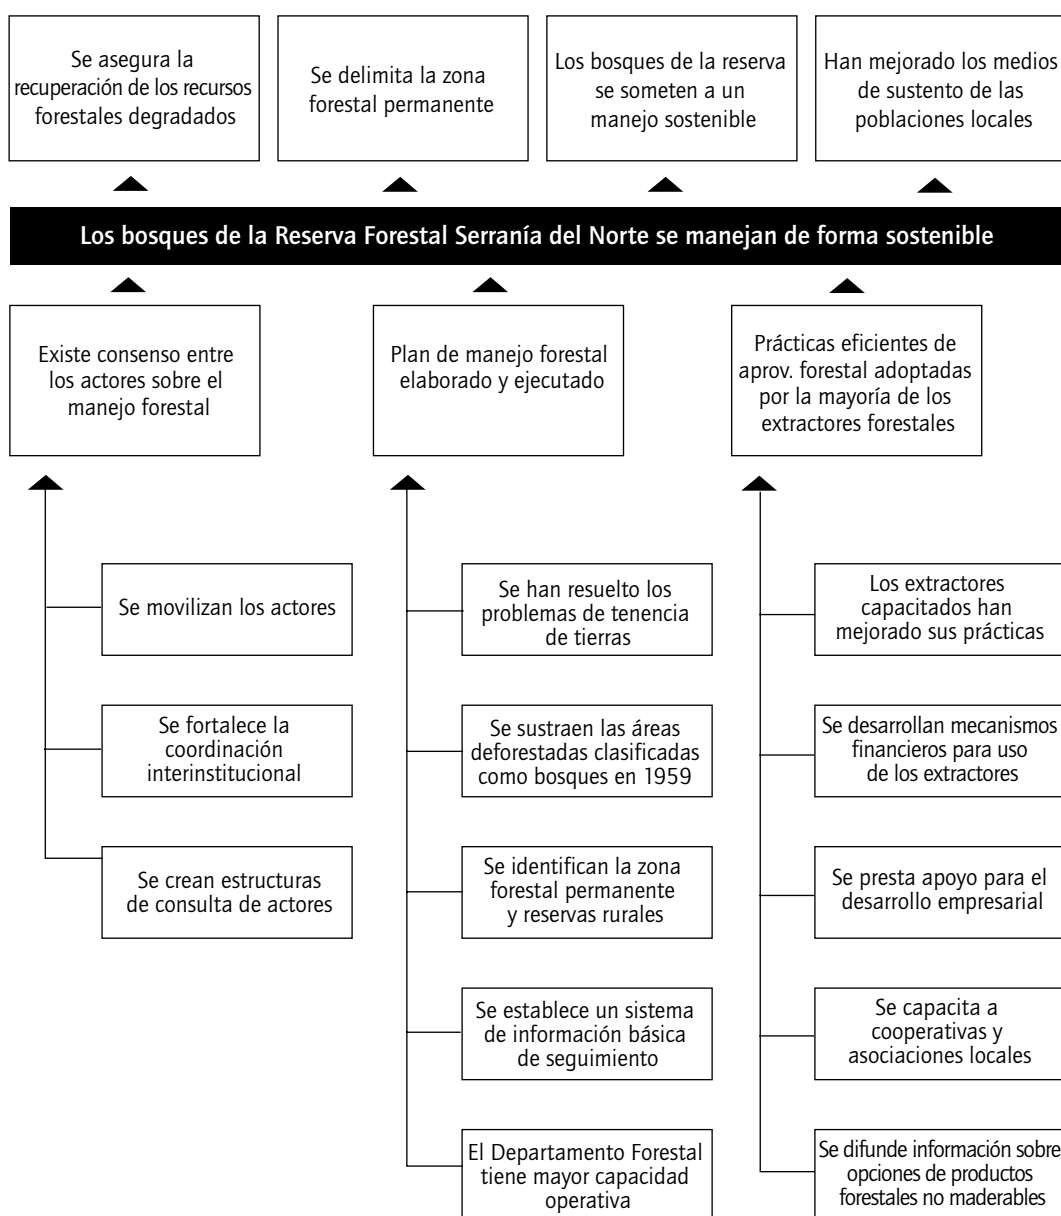 Se asegura la
recuperación de los recursos
forestales degradados
Se delimita la zona
forestal permanente
Los bosques de la reserva
se someten a un
manejo sostenible
Han mejorado los medios
de sustento de las
poblaciones locales
Los bosques de la Reserva Forestal Serranía del Norte se manejan de forma sostenible
Existe consenso entre
los actores sobre el
manejo forestal
Plan de manejo forestal
elaborado y ejecutado
Prácticas eficientes de
aprov. forestal adoptadas
por la mayoría de los
extractores forestales
Se movilizan los actores
Se fortalece la
coordinación
interinstitucional
Se crean estructuras
de consulta de actores
Se han resuelto los
problemas de tenencia
de tierras
Se sustraen las áreas
deforestadas clasificadas
como bosques en 1959
Se identifican la zona
forestal permanente
y reservas rurales
Se establece un sistema
de información básica
de seguimiento
El Departamento Forestal
tiene mayor capacidad
operativa
Los extractores
capacitados han
mejorado sus prácticas
Se desarrollan mecanismos
financieros para uso
de los extractores
Se presta apoyo para el
desarrollo empresarial
Se capacita a
cooperativas y
asociaciones locales
Se difunde información sobre
opciones de productos
forestales no maderables